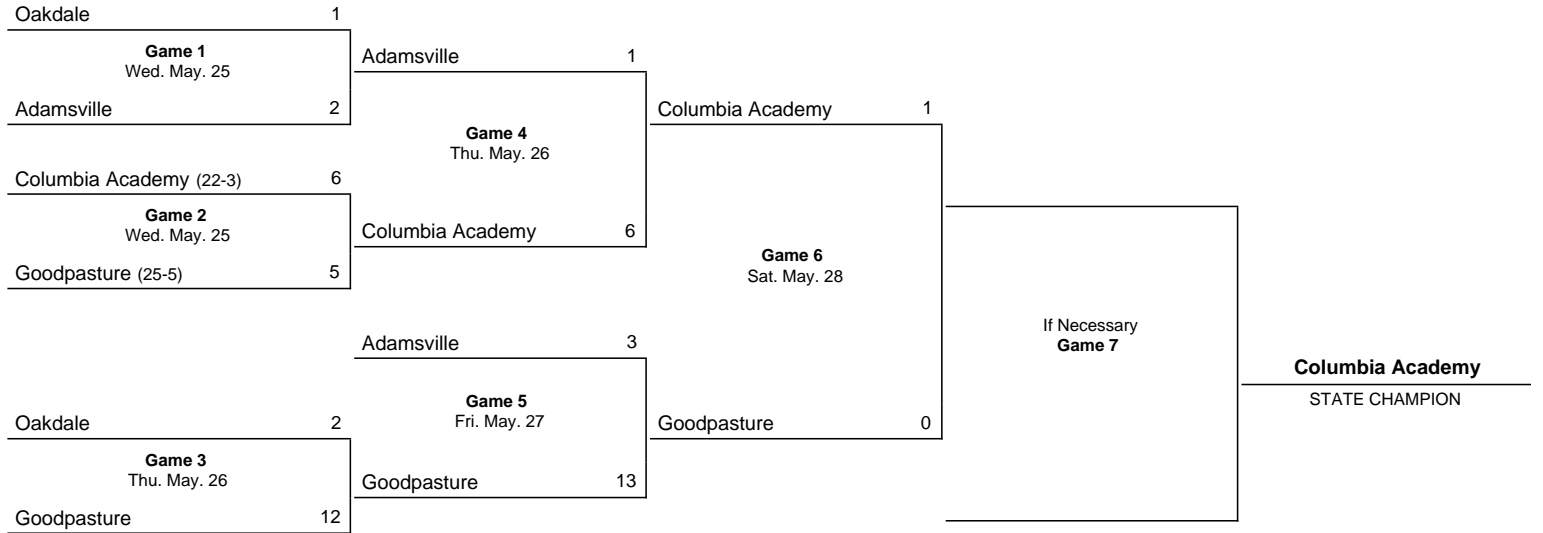 Oakdale 1
Game 1
Wed. May. 25
Adamsville 2
Columbia Academy (22-3) 6
Game 2
Wed. May. 25
Goodpasture (25-5) 5
Oakdale 2
Game 3
Thu. May. 26
Goodpasture 12
Adamsville 1
Game 4
Thu. May. 26
Columbia Academy 6
Adamsville 3
Game 5
Fri. May. 27
Goodpasture 13
Columbia Academy 1
Game 6
Sat. May. 28
Goodpasture 0
If Necessary
Game 7
Columbia Academy
STATE CHAMPION